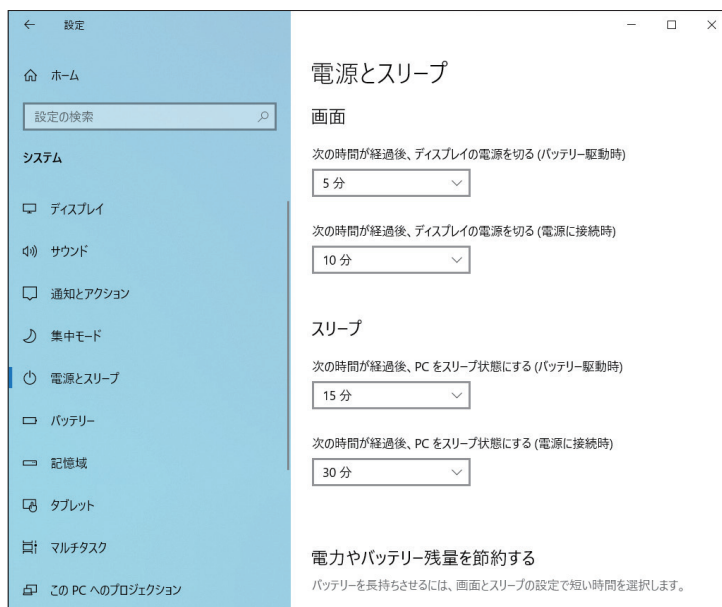 設定
ホーム
設定の検索
システム
ディスプレイ
サウンド
通知とアクション
集中モード
電源とスリープ
バッテリー
記憶域
タブレット
マルチタスク
この PC へのプロジェクション
電源とスリープ
画面
次の時間が経過後、ディスプレイの電源を切る (バッテリー駆動時)
5 分
次の時間が経過後、ディスプレイの電源を切る (電源に接続時)
10 分
スリープ
次の時間が経過後、PC をスリープ状態にする (バッテリー駆動時)
15 分
次の時間が経過後、PC をスリープ状態にする (電源に接続時)
30 分
電力やバッテリー残量を節約する
バッテリーを長持ちさせるには、画面とスリープの設定で短い時間を選択します。